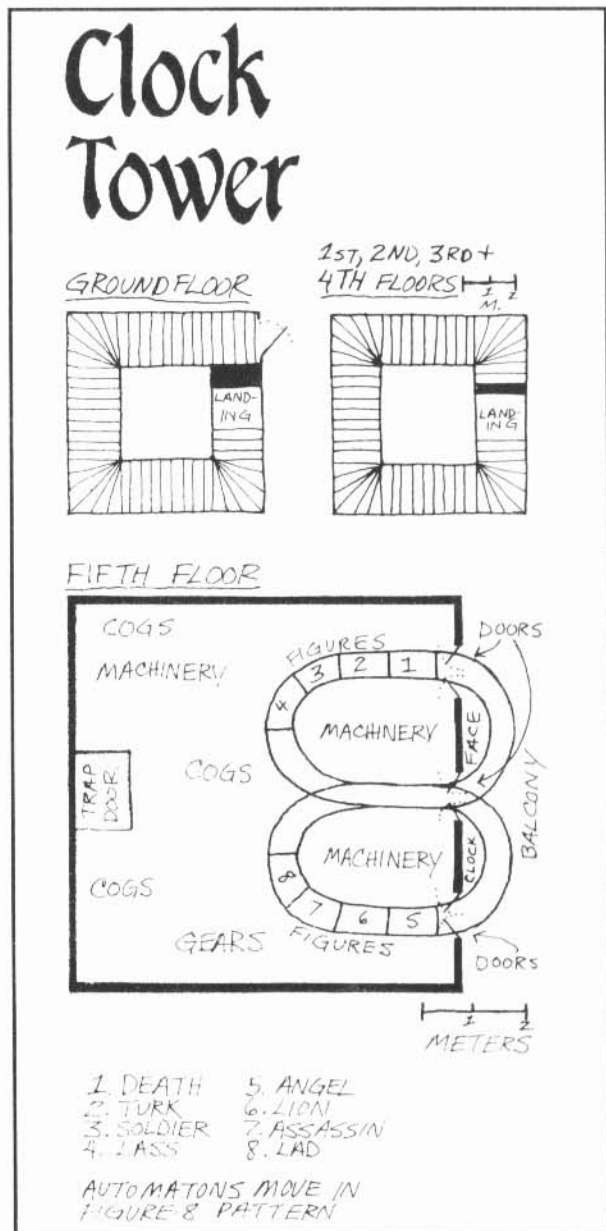 Clock
Tower
GROUND FLOOR
LAND-
ING
1ST, 2ND, 3RD +
4TH FLOORS
1 2
M.
LAND-
ING
FIFTH FLOOR
COGS
MACHINERY
COGS
COGS
GEARS
TRAP
DOOR
FIGURES
4 3 2 1
MACHINERY
FACE
DOORS
BALCONY
MACHINERY
CLOCK
8 7 6 5
FIGURES
DOORS
1 2
METERS
1. DEATH
2. TURK
3. SOLDIER
4. LASS
5. ANGEL
6. LION
7. ASSASSIN
8. LAD
AUTOMATONS MOVE IN
FIGURE 8 PATTERN